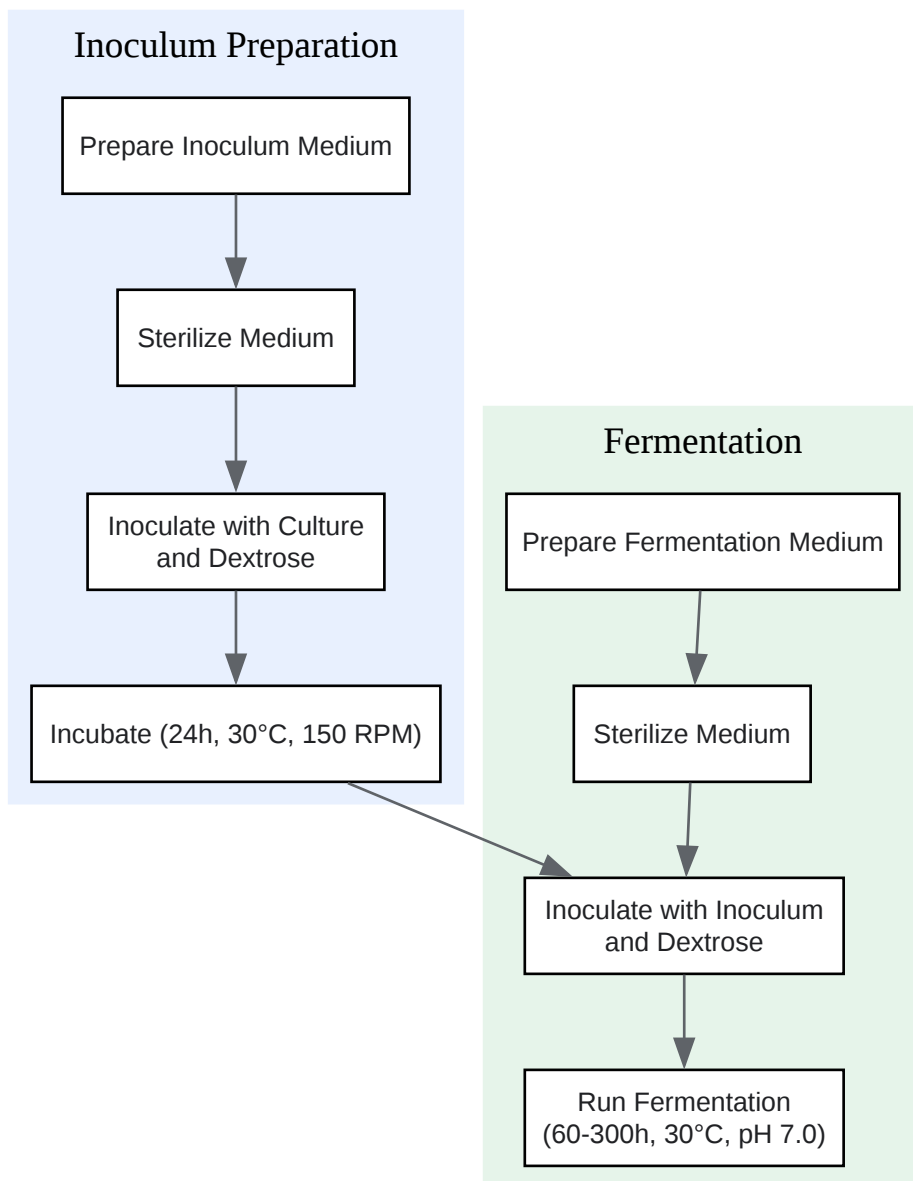 Inoculum Preparation
Prepare Inoculum Medium
Sterilize Medium
Inoculate with Culture
and Dextrose
Incubate (24h, 30°C, 150 RPM)
Fermentation
Prepare Fermentation Medium
Sterilize Medium
Inoculate with Inoculum
and Dextrose
Run Fermentation
(60-300h, 30°C, pH 7.0)